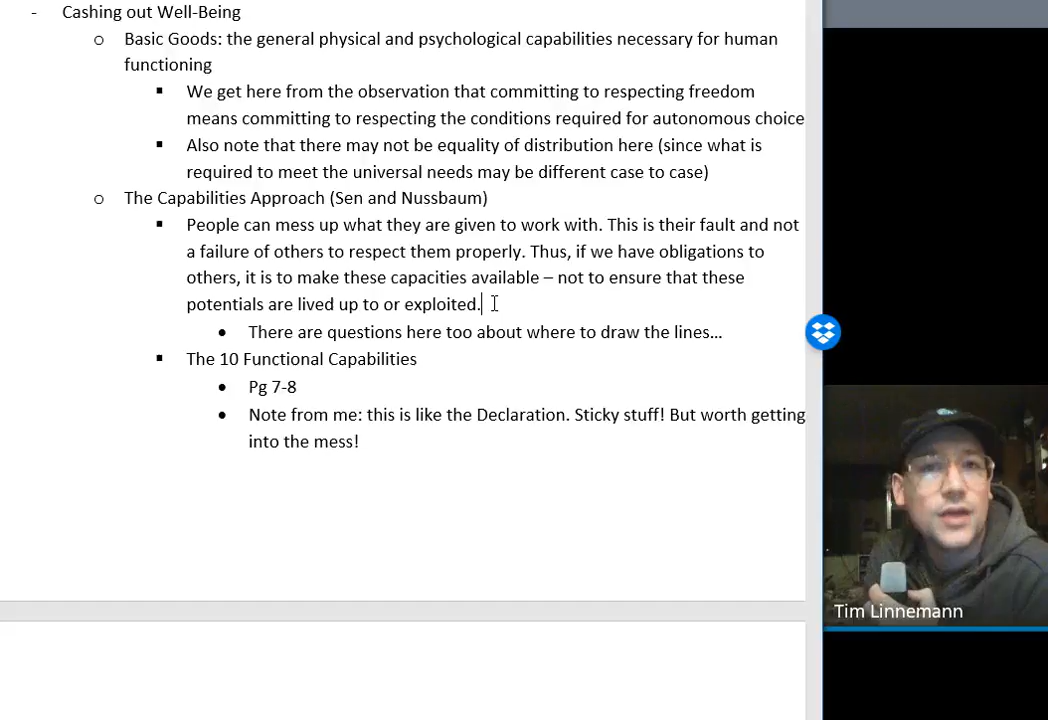 - Cashing out Well-Being
o Basic Goods: the general physical and psychological capabilities necessary for human
functioning
▪ We get here from the observation that committing to respecting freedom
means committing to respecting the conditions required for autonomous choice
▪ Also note that there may not be equality of distribution here (since what is
required to meet the universal needs may be different case to case)
o The Capabilities Approach (Sen and Nussbaum)
▪ People can mess up what they are given to work with. This is their fault and not
a failure of others to respect them properly. Thus, if we have obligations to
others, it is to make these capacities available – not to ensure that these
potentials are lived up to or exploited.
• There are questions here too about where to draw the lines…
▪ The 10 Functional Capabilities
• Pg 7-8
• Note from me: this is like the Declaration. Sticky stuff! But worth getting
into the mess!
Tim Linnemann